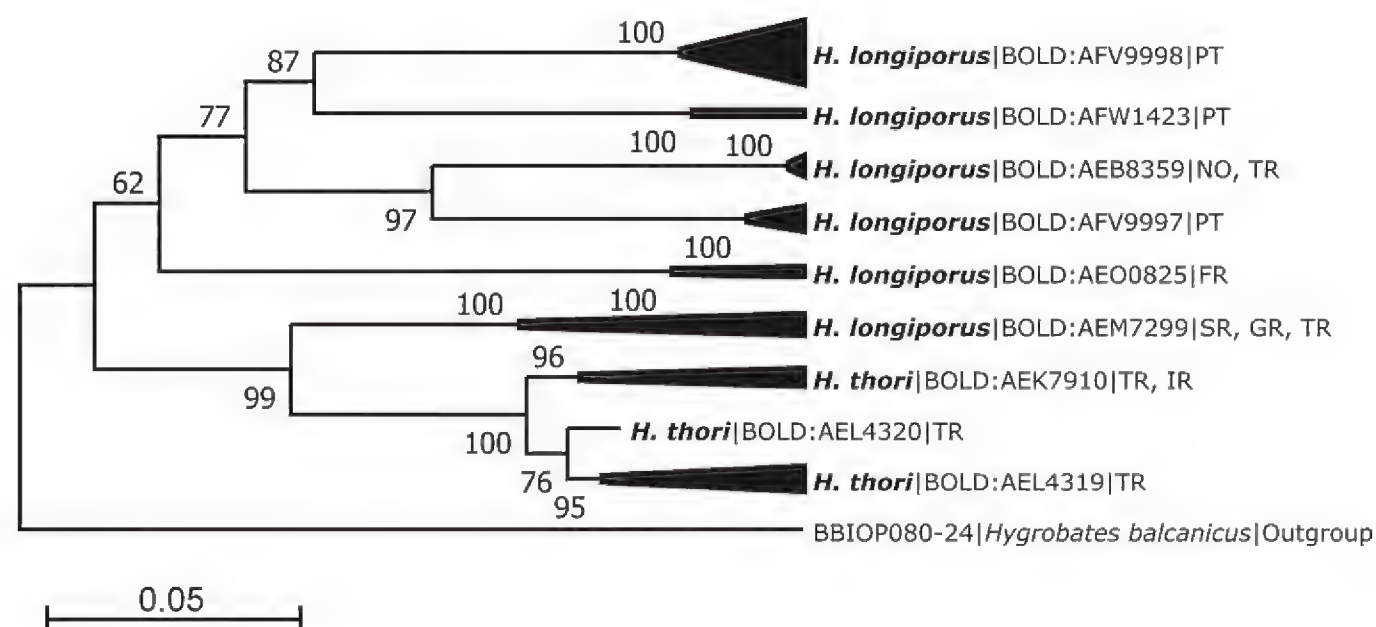 100
H. longiporus|BOLD:AFV9998|PT
87
H. longiporus|BOLD:AFW1423|PT
77
100 100
H. longiporus|BOLD:AEB8359|NO, TR
62
97
H. longiporus|BOLD:AFV9997|PT
100
H. longiporus|BOLD:AEO0825|FR
100 100
H. longiporus|BOLD:AEM7299|SR, GR, TR
96
H. thori|BOLD:AEK7910|TR, IR
99
H. thori|BOLD:AEL4320|TR
100
76
H. thori|BOLD:AEL4319|TR
95
BBIOP080-24|Hygrobates balcanicus|Outgroup
0.05